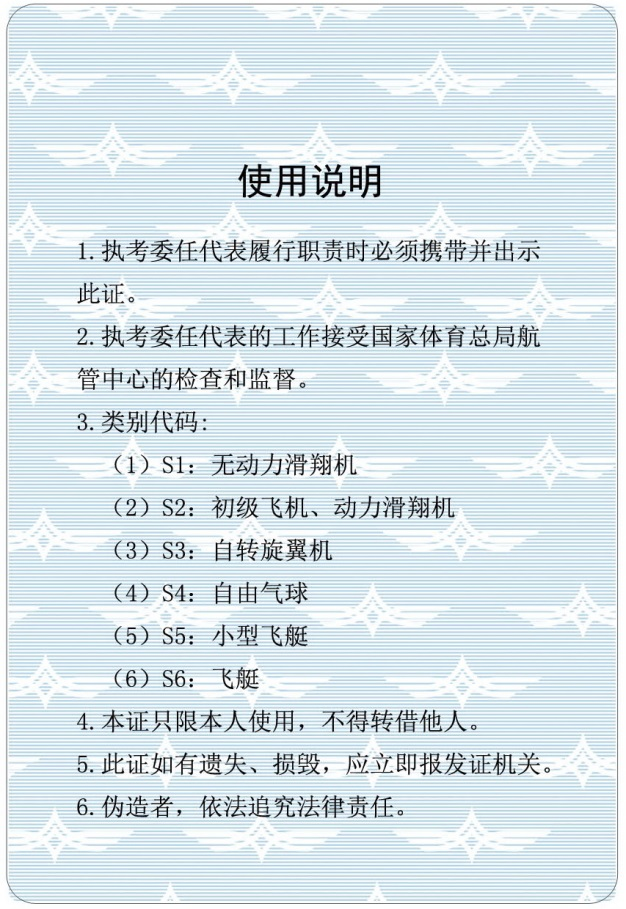 使用说明
1.执考委任代表履行职责时必须携带并出示
此证。
2.执考委任代表的工作接受国家体育总局航
管中心的检查和监督。
3.类别代码:
（1）S1：无动力滑翔机
（2）S2：初级飞机、动力滑翔机
（3）S3：自转旋翼机
（4）S4：自由气球
（5）S5：小型飞艇
（6）S6：飞艇
4.本证只限本人使用，不得转借他人。
5.此证如有遗失、损毁，应立即报发证机关。
6.伪造者，依法追究法律责任。